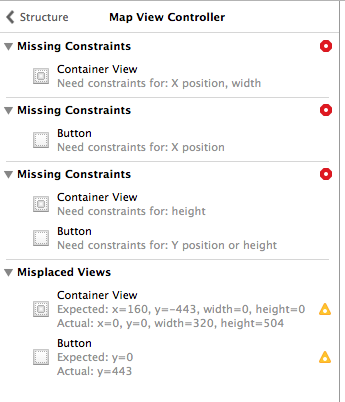 Structure
Map View Controller
Missing Constraints
Container View
Need constraints for: X position, width
Missing Constraints
Button
Need constraints for: X position
Missing Constraints
Container View
Need constraints for: height
Button
Need constraints for: Y position or height
Misplaced Views
Container View
Expected: x=160, y=-443, width=0, height=0
Actual: x=0, y=0, width=320, height=504
Button
Expected: y=0
Actual: y=443